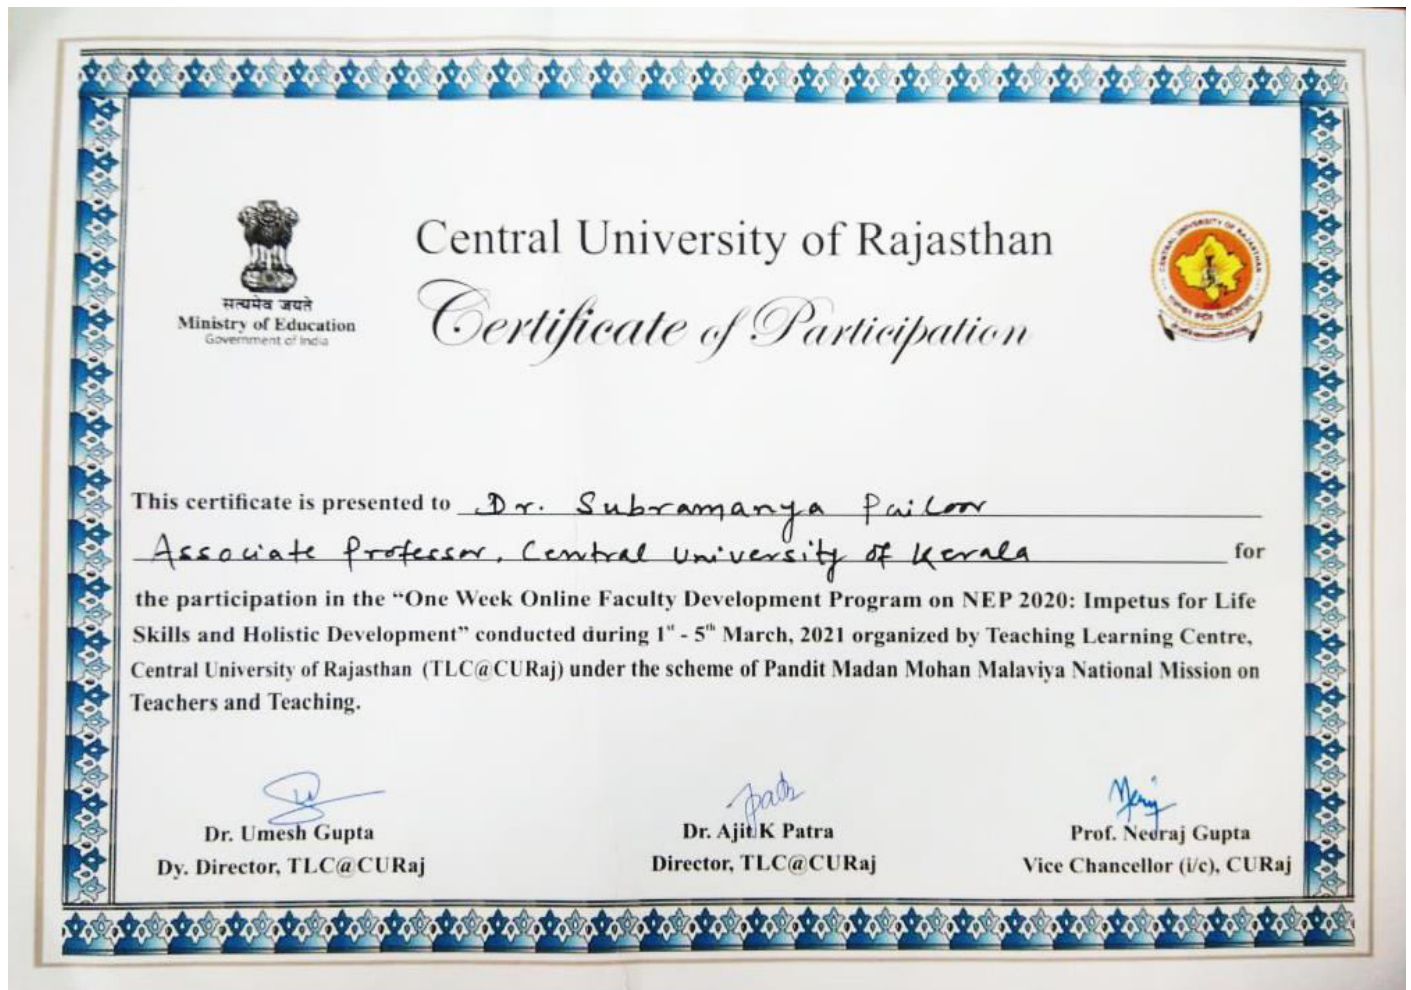 सत्यमेव जयते
Ministry of Education
Government of India
Central University of Rajasthan
Certificate of Participation
CENTRAL UNIVERSITY OF RAJASTHAN
This certificate is presented to Dr. Subramanya Pailoor
Associate Professor, Central University of Kerala for
the participation in the “One Week Online Faculty Development Program on NEP 2020: Impetus for Life
Skills and Holistic Development” conducted during 1st - 5th March, 2021 organized by Teaching Learning Centre,
Central University of Rajasthan (TLC@CURaj) under the scheme of Pandit Madan Mohan Malaviya National Mission on
Teachers and Teaching.
Dr. Umesh Gupta
Dy. Director, TLC@CURaj
Dr. Ajit K Patra
Director, TLC@CURaj
Prof. Neeraj Gupta
Vice Chancellor (i/c), CURaj